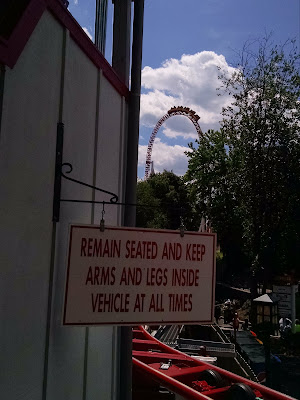 REMAIN SEATED AND KEEP
ARMS AND LEGS INSIDE
VEHICLE AT ALL TIMES